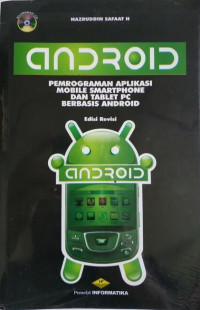 NAZRUDDIN SAFAAT H
ANDROID
PEMROGRAMAN APLIKASI
MOBILE SMARTPHONE
DAN TABLET PC
BERBASIS ANDROID
Edisi Revisi
ANDROID
Penerbit INFORMATIKA